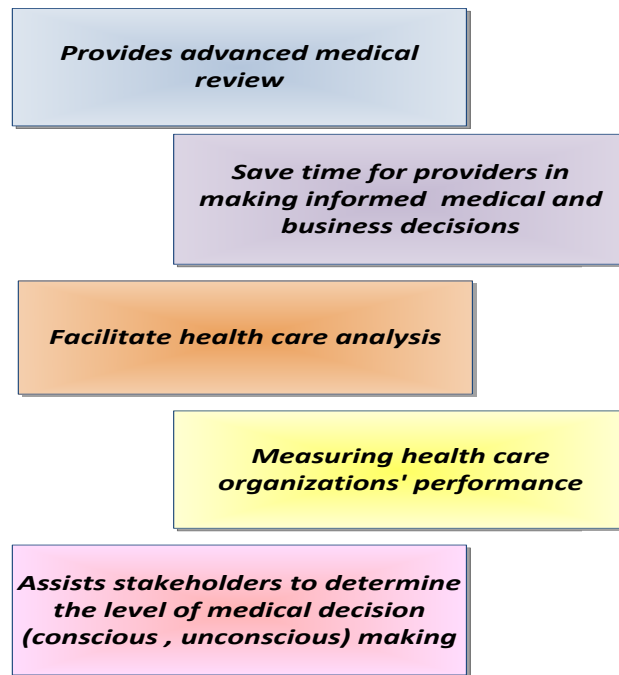 Provides advanced medical
review
Save time for providers in
making informed  medical and
business decisions
Facilitate health care analysis
Measuring health care
organizations' performance
Assists stakeholders to determine
the level of medical decision
(conscious , unconscious) making